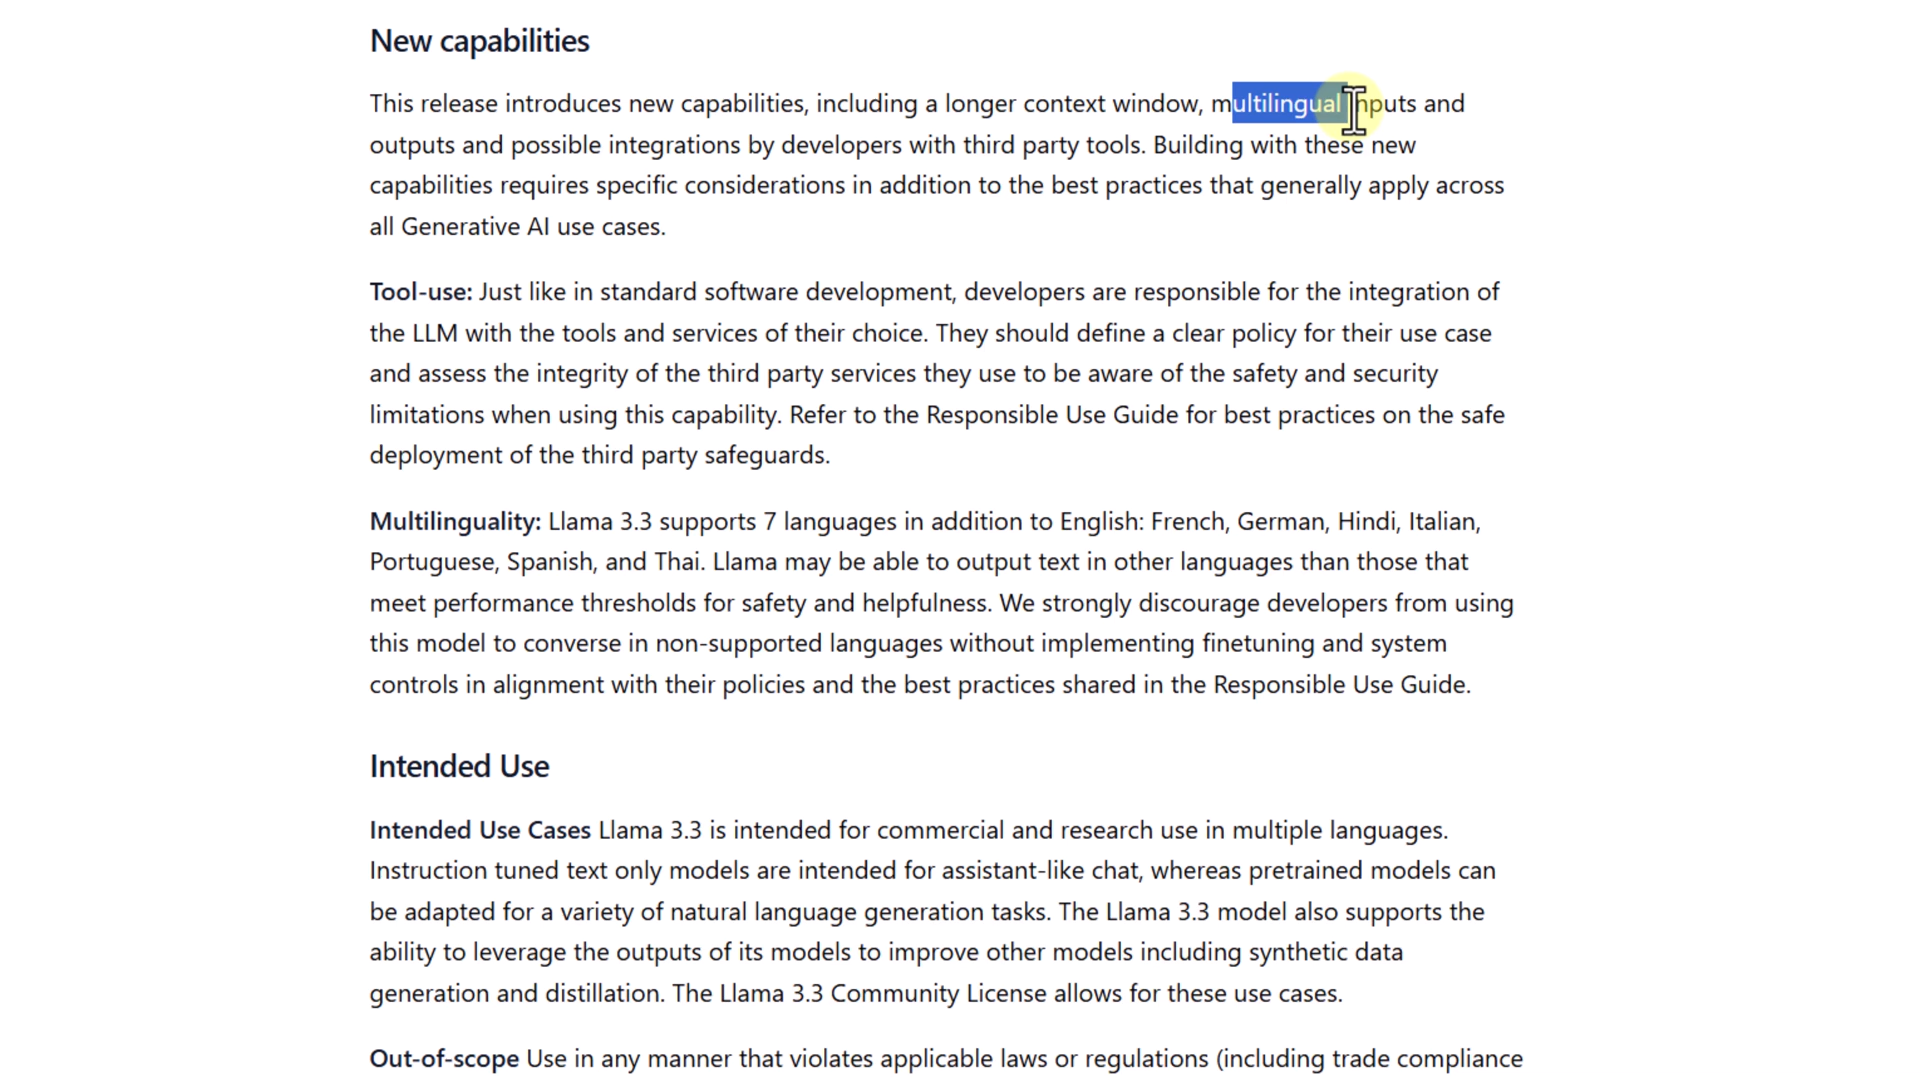 New capabilities
This release introduces new capabilities, including a longer context window, multilingual inputs and
outputs and possible integrations by developers with third party tools. Building with these new
capabilities requires specific considerations in addition to the best practices that generally apply across
all Generative AI use cases.
Tool-use: Just like in standard software development, developers are responsible for the integration of
the LLM with the tools and services of their choice. They should define a clear policy for their use case
and assess the integrity of the third party services they use to be aware of the safety and security
limitations when using this capability. Refer to the Responsible Use Guide for best practices on the safe
deployment of the third party safeguards.
Multilinguality: Llama 3.3 supports 7 languages in addition to English: French, German, Hindi, Italian,
Portuguese, Spanish, and Thai. Llama may be able to output text in other languages than those that
meet performance thresholds for safety and helpfulness. We strongly discourage developers from using
this model to converse in non-supported languages without implementing finetuning and system
controls in alignment with their policies and the best practices shared in the Responsible Use Guide.
Intended Use
Intended Use Cases Llama 3.3 is intended for commercial and research use in multiple languages.
Instruction tuned text only models are intended for assistant-like chat, whereas pretrained models can
be adapted for a variety of natural language generation tasks. The Llama 3.3 model also supports the
ability to leverage the outputs of its models to improve other models including synthetic data
generation and distillation. The Llama 3.3 Community License allows for these use cases.
Out-of-scope Use in any manner that violates applicable laws or regulations (including trade compliance